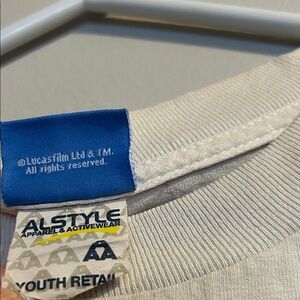 ©Lucasfilm Ltd & TM.
All rights reserved.
ALSTYLE
APPAREL & ACTIVEWEAR
AA
YOUTH RETAIL